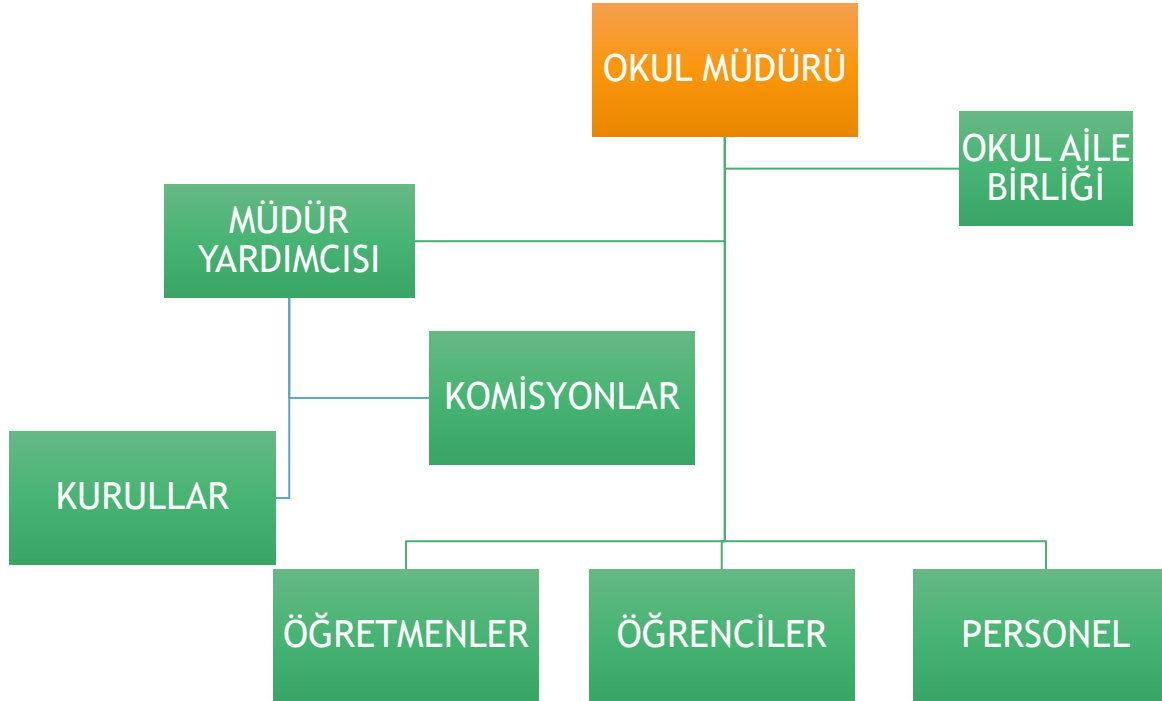 OKUL MÜDÜRÜ
OKUL AİLE
BİRLİĞİ
MÜDÜR
YARDIMCISI
KOMİSYONLAR
KURULLAR
ÖĞRETMENLER
ÖĞRENCİLER
PERSONEL